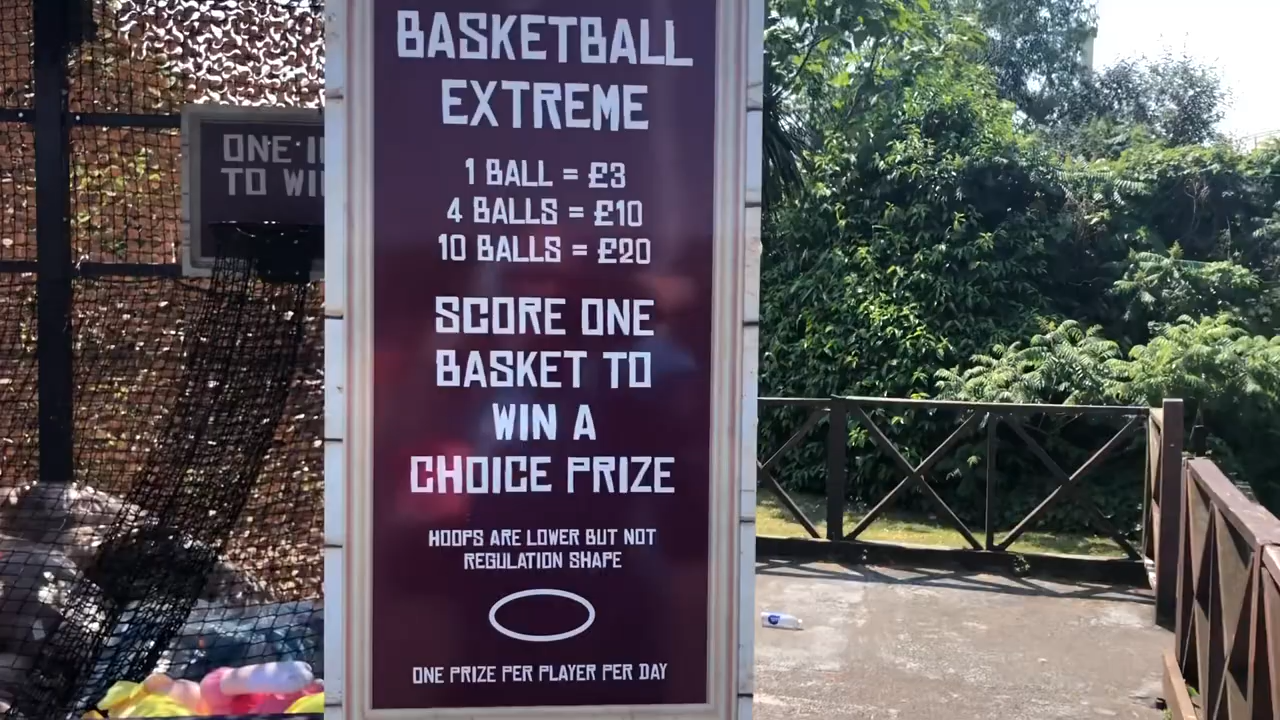 ONE
TO
BASKETBALL
EXTREME
1 BALL = £3
4 BALLS = £10
10 BALLS = £20
SCORE ONE
BASKET TO
WIN A
CHOICE PRIZE
HOOPS ARE LOWER BUT NOT
REGULATION SHAPE
ONE PRIZE PER PLAYER PER DAY